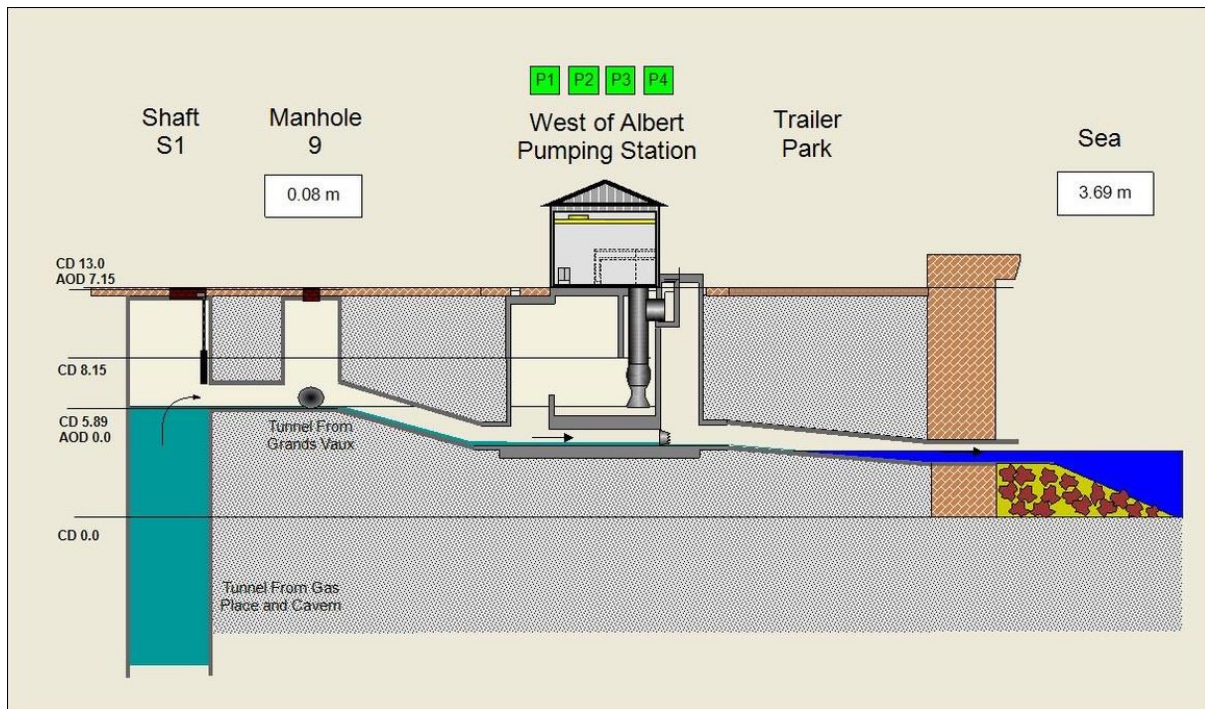 P1 P2 P3 P4
Shaft
S1
Manhole
9
West of Albert
Pumping Station
Trailer
Park
Sea
0.08 m
3.69 m
CD 13.0
AOD 7.15
CD 8.15
CD 5.89
AOD 0.0
Tunnel From
Grands Vaux
CD 0.0
Tunnel From Gas
Place and Cavern